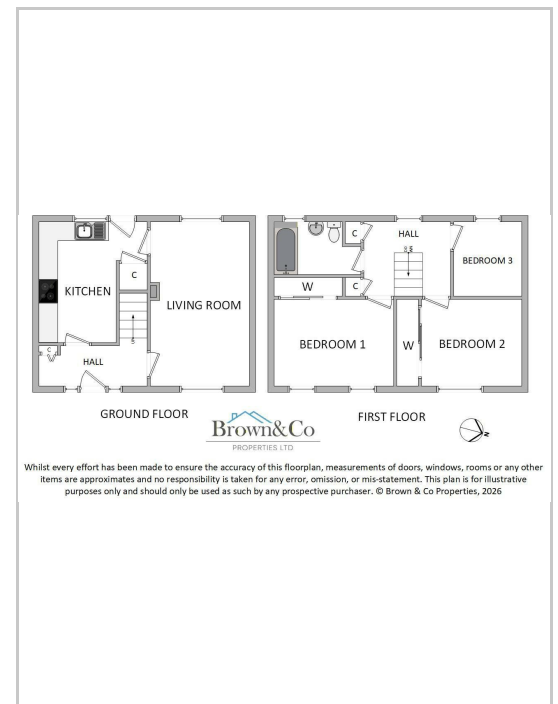 KITCHEN
C
LIVING ROOM
S
C
HALL
GROUND FLOOR
C
HALL
S
BEDROOM 3
W
C
BEDROOM 1
W
BEDROOM 2
FIRST FLOOR
N
Brown&Co
PROPERTIES LTD
Whilst every effort has been made to ensure the accuracy of this floorplan, measurements of doors, windows, rooms or any other
items are approximates and no responsibility is taken for any error, omission, or mis-statement. This plan is for illustrative
purposes only and should only be used as such by any prospective purchaser. © Brown & Co Properties, 2026